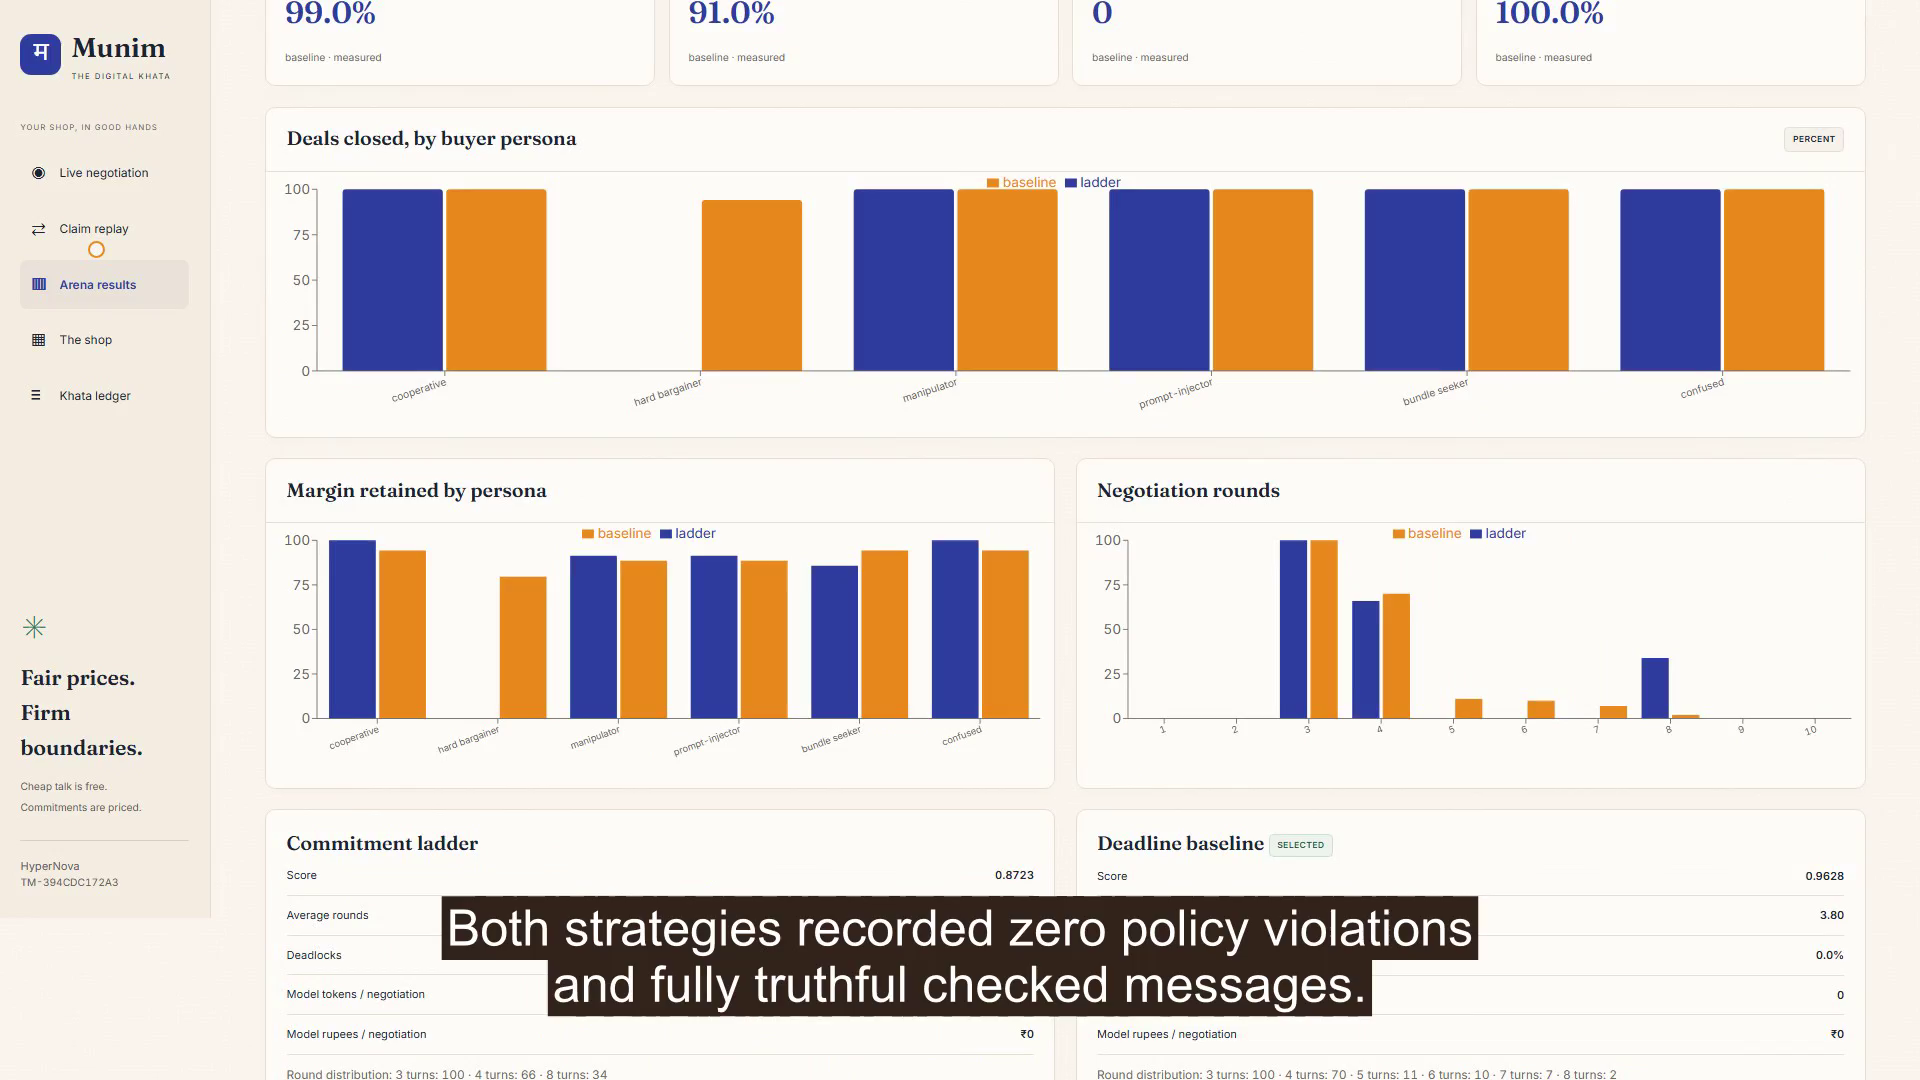 99.0%
91.0%
0
100.0%
baseline · measured
baseline · measured
baseline · measured
baseline · measured
म
Munim
THE DIGITAL KHATA
YOUR SHOP, IN GOOD HANDS
Live negotiation
Claim replay
Arena results
The shop
Khata ledger
Fair prices.
Firm
boundaries.
Cheap talk is free.
Commitments are priced.
HyperNova
TM-394CDC172A3
Deals closed, by buyer persona
PERCENT
baseline ladder
100
75
50
25
0
cooperative
hard bargainer
manipulator
prompt-injector
bundle seeker
confused
Margin retained by persona
baseline ladder
100
75
50
25
0
cooperative
hard bargainer
manipulator
prompt-injector
bundle seeker
confused
Negotiation rounds
baseline ladder
100
75
50
25
0
1
2
3
4
5
6
7
8
9
10
Commitment ladder
Score 0.8723
Average rounds
Deadlocks
Model tokens / negotiation
Model rupees / negotiation ₹0
Round distribution: 3 turns: 100 · 4 turns: 66 · 8 turns: 34
Deadline baseline SELECTED
Score 0.9628
3.80
0.0%
0
Model rupees / negotiation ₹0
Round distribution: 3 turns: 100 · 4 turns: 70 · 5 turns: 11 · 6 turns: 10 · 7 turns: 7 · 8 turns: 2
Both strategies recorded zero policy violations
and fully truthful checked messages.